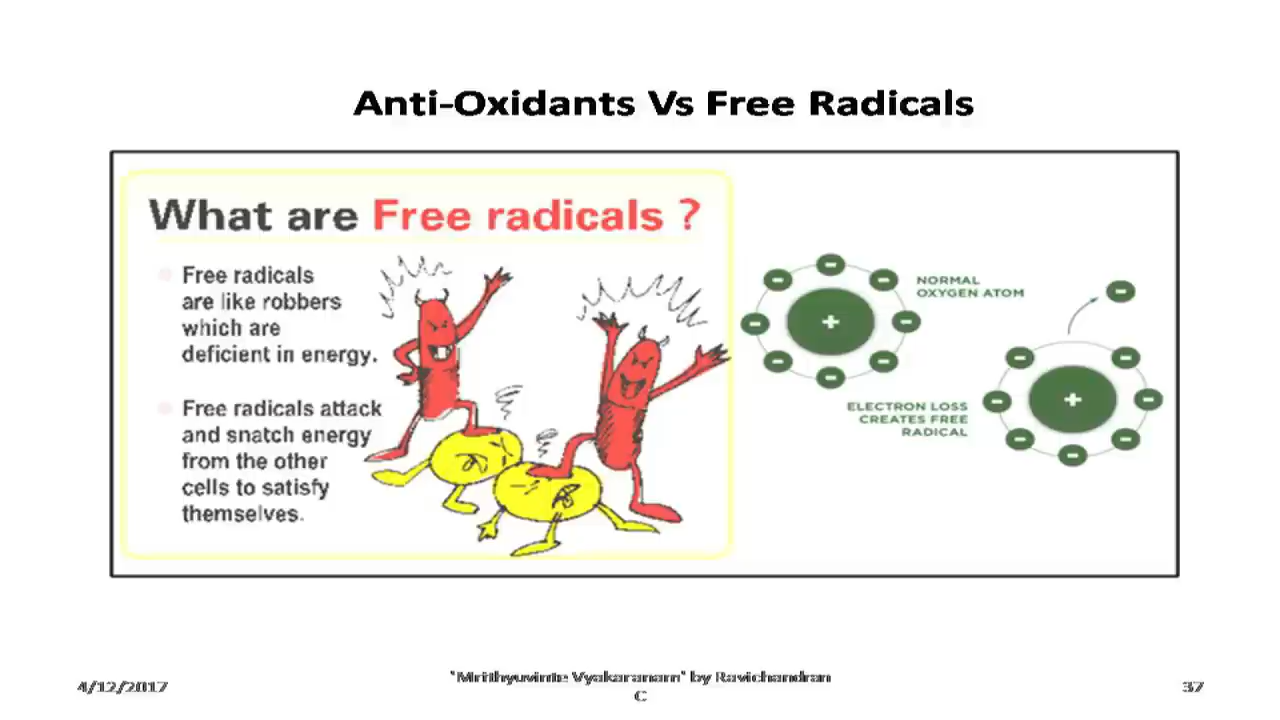 Anti-Oxidants Vs Free Radicals
What are Free radicals ?
Free radicals
are like robbers
which are
deficient in energy.
Free radicals attack
and snatch energy
from the other
cells to satisfy
themselves.
NORMAL
OXYGEN ATOM
ELECTRON LOSS
CREATES FREE
RADICAL
4/12/2017
"Mrithyuvinte Vyakaranam" by Ravichandran
C
37